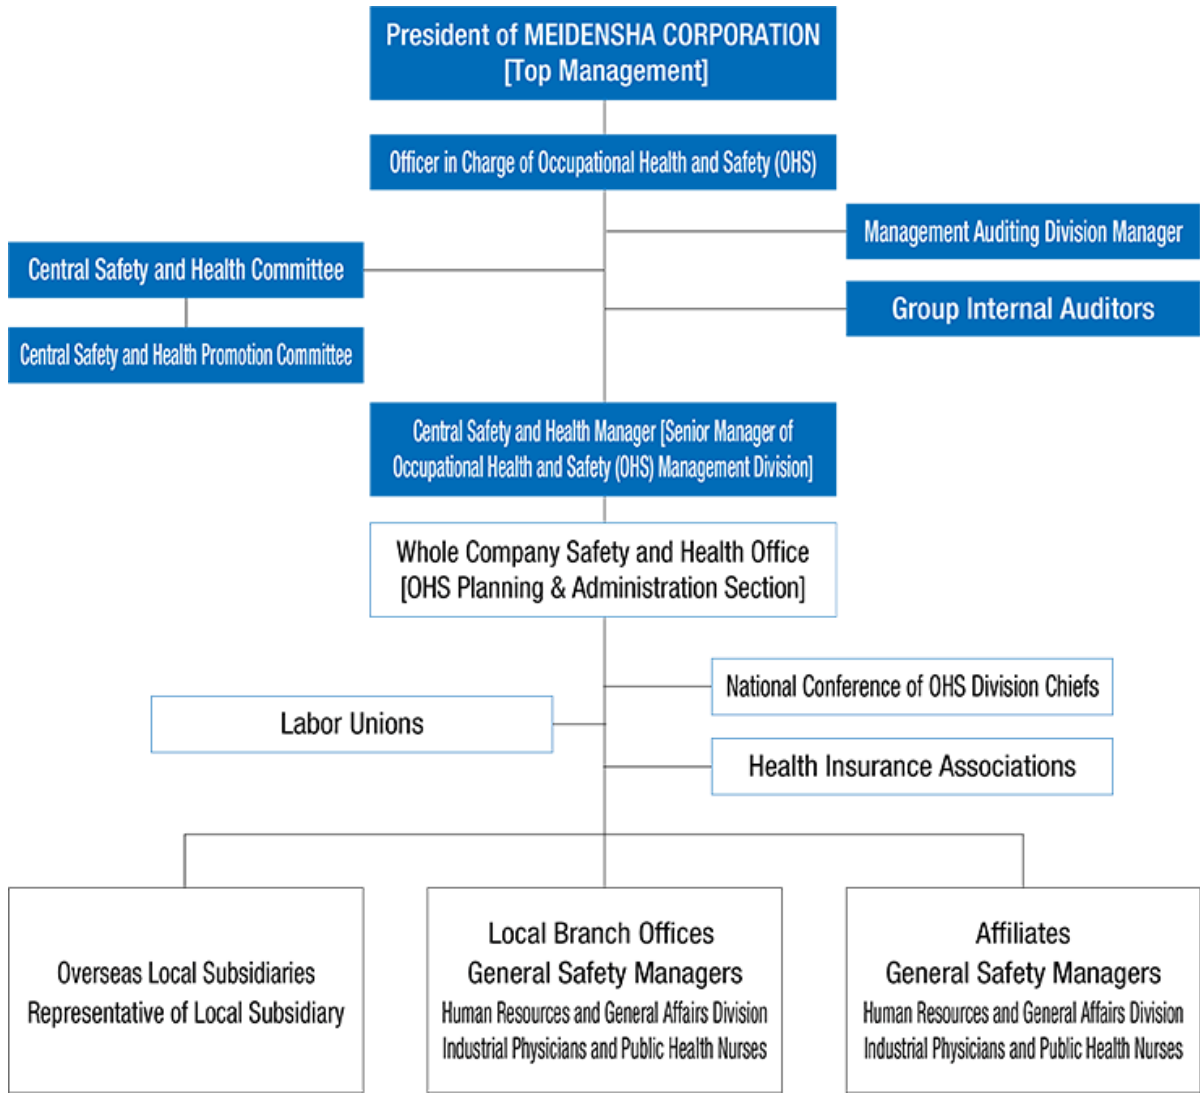 President of MEIDENSHA CORPORATION
[Top Management]
Officer in Charge of Occupational Health and Safety (OHS)
Management Auditing Division Manager
Central Safety and Health Committee
Group Internal Auditors
Central Safety and Health Promotion Committee
Central Safety and Health Manager [Senior Manager of
Occupational Health and Safety (OHS) Management Division]
Whole Company Safety and Health Office
[OHS Planning & Administration Section]
National Conference of OHS Division Chiefs
Labor Unions
Health Insurance Associations
Overseas Local Subsidiaries
Representative of Local Subsidiary
Local Branch Offices
General Safety Managers
Human Resources and General Affairs Division
Industrial Physicians and Public Health Nurses
Affiliates
General Safety Managers
Human Resources and General Affairs Division
Industrial Physicians and Public Health Nurses